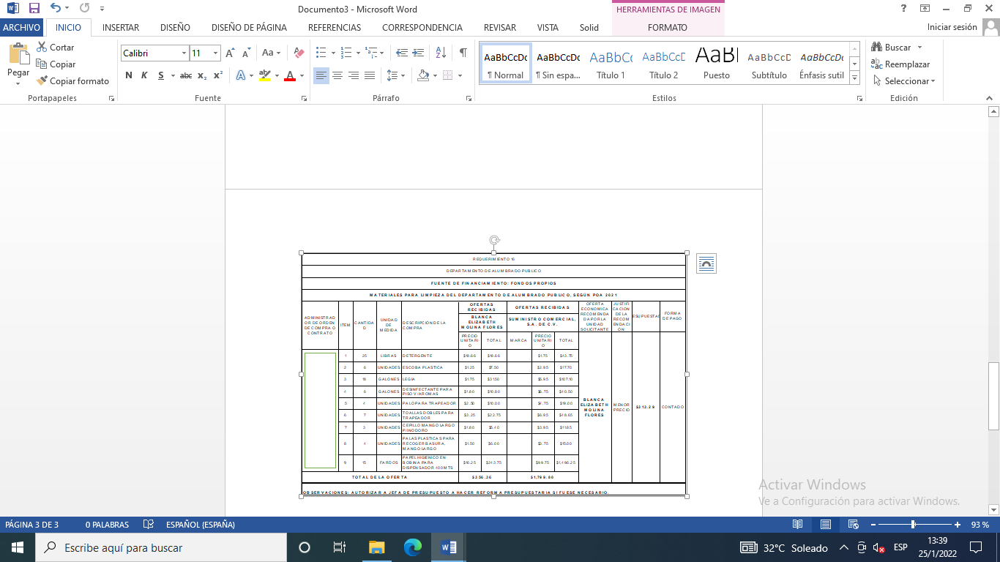 Documento3 - Microsoft Word
HERRAMIENTAS DE IMAGEN
ARCHIVO INICIO INSERTAR DISEÑO DISEÑO DE PÁGINA REFERENCIAS CORRESPONDENCIA REVISAR VISTA Solid FORMATO Iniciar sesión
Pegar
Cortar
Copiar
Copiar formato
Portapapeles
Calibri 11
Aa
N K S abc x₂ x²
Fuente
Párrafo
AaBbCcDc AaBbCcDc AaBbCc AaBbCcD AaBb AaBbCcD AaBbCcDc
¶ Normal ¶ Sin espa... Título 1 Título 2 Puesto Subtítulo Énfasis sutil
Estilos
Buscar
Reemplazar
Seleccionar
Edición
REQUERIMIENTO 16
DEPARTAMENTO DE ALUMBRADO PUBLICO
FUENTE DE FINANCIAMIENTO: FONDOS PROPIOS
MATERIALES PARA LIMPIEZA DEL DEPARTAMENTO DE ALUMBRADO PUBLICO, SEGÚN POA 2021
ADMINISTRADOR DE ORDEN DE COMPRA O CONTRATO
ITEM
CANTIDAD
UNIDAD DE MEDIDA
DESCRIPCIÓN DE LA COMPRA
OFERTAS RECIBIDAS
BLANCA ELIZABETH MOLINA FLORES
PRECIO UNITARIO TOTAL
OFERTAS RECIBIDAS
SUMINISTRO COMERCIAL, S.A. DE C.V.
MARCA PRECIO UNITARIO TOTAL
OFERTA ECONOMICA RECOMENDADA POR LA UNIDAD SOLICITANTE
JUSTIFICACION DE LA RECOMENDACIÓN
ESUPUESTAD
FORMA DE PAGO
1 25 LIBRAS DETERGENTE $18.66 $18.66 $1.75 $43.75
2 6 UNIDADES ESCOBA PLASTICA $1.25 $7.50 $2.95 $17.70
3 18 GALONES LEGIA $1.75 $31.50 $5.95 $107.10
4 6 GALONES DESINFECTANTE PARA PISO V/AROMAS $1.80 $10.80 $6.75 $40.50
5 4 UNIDADES PALO PARA TRAPEADOR $2.50 $10.00 $4.75 $19.00
6 7 UNIDADES TOALLAS DOBLES PARA TRAPEADOR $3.25 $22.75 $6.95 $48.65
7 3 UNIDADES CEPILLO MANGO LARGO P/INODORO $1.80 $5.40 $3.95 $11.85
8 4 UNIDADES PALAS PLASTICAS PARA RECOGER BASURA, MANGO LARGO $1.50 $6.00 $3.75 $15.00
9 15 FARDOS PAPEL HIGIENICO EN BOBINA PARA DISPENSADOR 400MTS $16.25 $243.75 $99.75 $1,496.25
BLANCA ELIZABETH MOLINA FLORES
MENOR PRECIO
$313.29
CONTADO
TOTAL DE LA OFERTA $356.36 $1,799.80
OBSERVACIONES: AUTORIZAR A JEFA DE PRESUPUESTO A HACER REFORMA PRESUPUESTARIA SI FUESE NECESARIO.
Activar Windows
Ve a Configuración para activar Windows.
PÁGINA 3 DE 3 0 PALABRAS ESPAÑOL (ESPAÑA) 93 %
Escribe aquí para buscar
32°C Soleado
ESP
13:39
25/1/2022